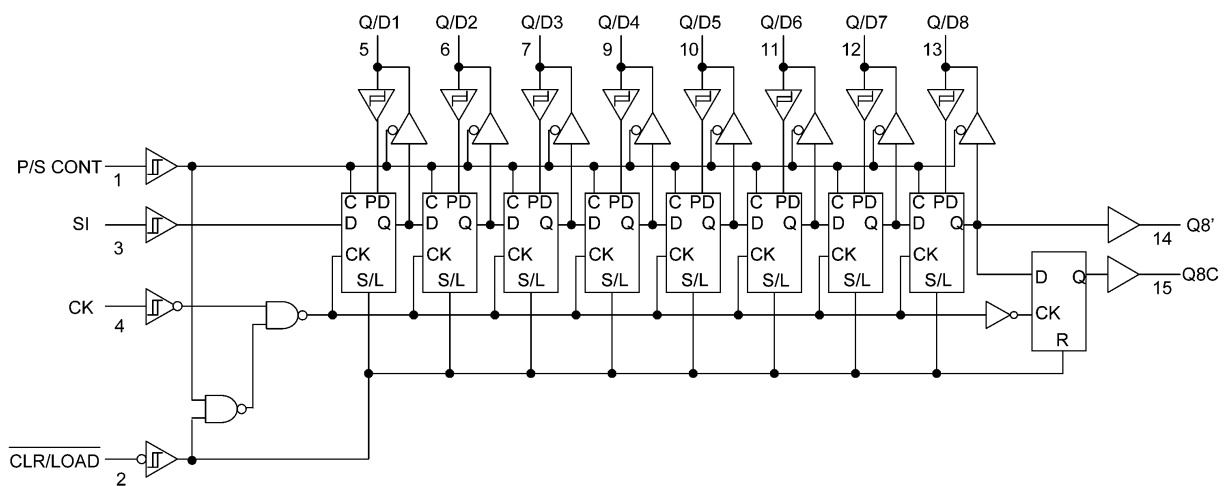 Q/D1 Q/D2 Q/D3 Q/D4 Q/D5 Q/D6 Q/D7 Q/D8
5 6 7 9 10 11 12 13
P/S CONT
1
C PD C PD C PD C PD C PD C PD C PD C PD
SI
3
D Q D Q D Q D Q D Q D Q D Q D Q
14
Q8'
CK CK CK CK CK CK CK CK
D Q
15
Q8C
S/L S/L S/L S/L S/L S/L S/L S/L
CK
4
CK
R
CLR/LOAD
2